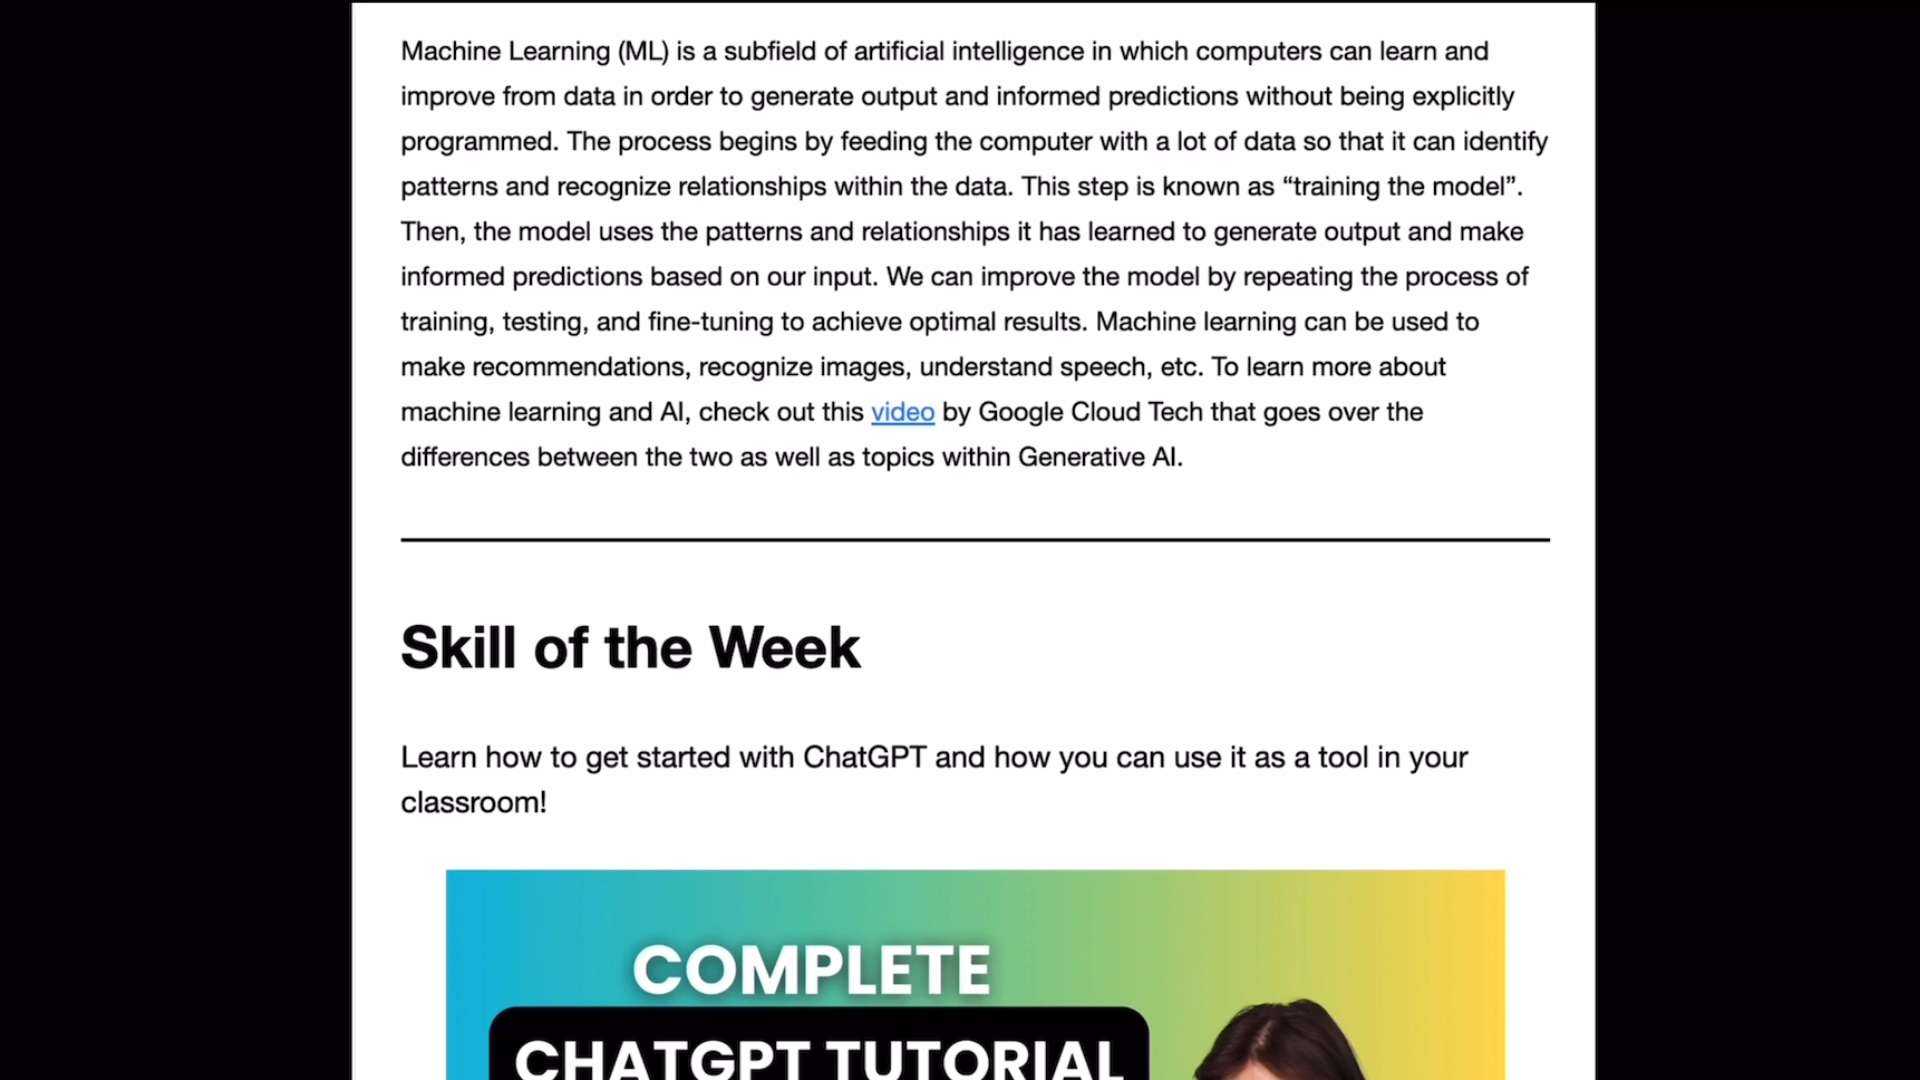 Machine Learning (ML) is a subfield of artificial intelligence in which computers can learn and
improve from data in order to generate output and informed predictions without being explicitly
programmed. The process begins by feeding the computer with a lot of data so that it can identify
patterns and recognize relationships within the data. This step is known as “training the model”.
Then, the model uses the patterns and relationships it has learned to generate output and make
informed predictions based on our input. We can improve the model by repeating the process of
training, testing, and fine-tuning to achieve optimal results. Machine learning can be used to
make recommendations, recognize images, understand speech, etc. To learn more about
machine learning and AI, check out this video by Google Cloud Tech that goes over the
differences between the two as well as topics within Generative AI.
Skill of the Week
Learn how to get started with ChatGPT and how you can use it as a tool in your
classroom!
COMPLETE
CHATGPT TUTORIAL